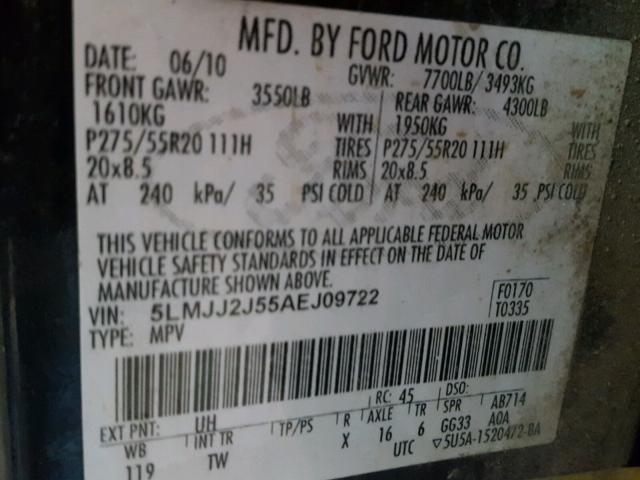 MFD. BY FORD MOTOR CO.
DATE: 06/10 GVWR: 7700LB/ 3493KG
FRONT GAWR: 3550LB REAR GAWR: 4300LB
1610KG WITH 1950KG WITH
P275/55R20 111H TIRES P275/55R20 111H TIRES
20x8.5 RIMS 20x8.5 RIMS
AT 240 kPa/ 35 PSI COLD AT 240 kPa/ 35 PSI COLD
THIS VEHICLE CONFORMS TO ALL APPLICABLE FEDERAL MOTOR
VEHICLE SAFETY STANDARDS IN EFFECT ON THE DATE OF
MANUFACTURE SHOWN ABOVE.
VIN: 5LMJJ2J55AEJ09722 F0170
TYPE: MPV T0335
RC: 45 DSO:
EXT PNT: UH AXLE TR SPR AB714
WB INT TR TP/PS R 16 6 GG33 A0A
119 TW X UTC ▽5U5A-1520472-BA